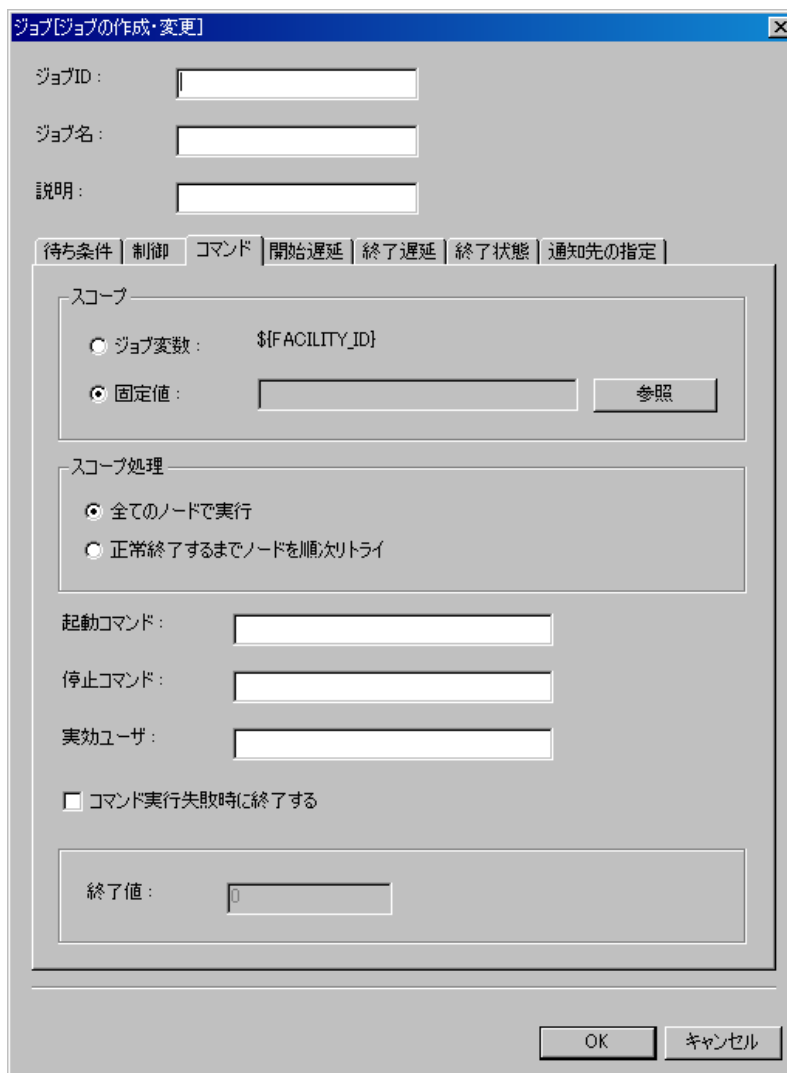 ジョブ[ジョブの作成・変更]
ジョブID：
ジョブ名：
説明：
待ち条件 制御 コマンド 開始遅延 終了遅延 終了状態 通知先の指定
スコープ
ジョブ変数： ${FACILITY_ID}
固定値： 参照
スコープ処理
全てのノードで実行
正常終了するまでノードを順次リトライ
起動コマンド：
停止コマンド：
実効ユーザ：
コマンド実行失敗時に終了する
終了値： 0
OK キャンセル